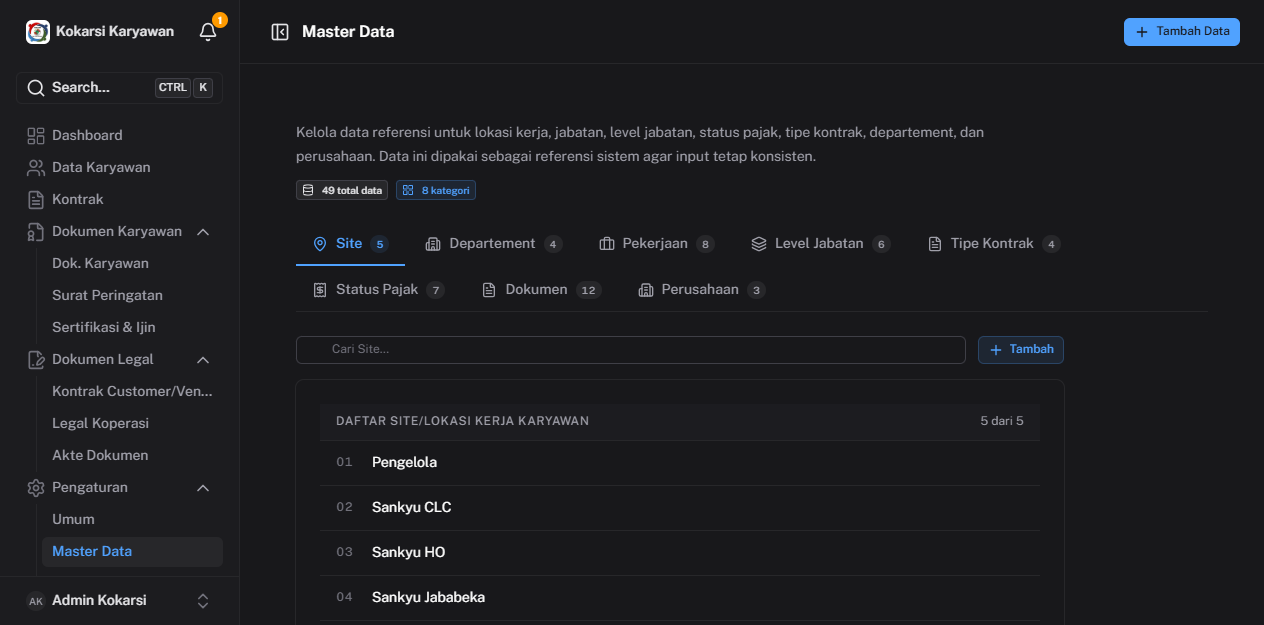 Kokarsi Karyawan
1
Search...
CTRL K
Dashboard
Data Karyawan
Kontrak
Dokumen Karyawan
Dok. Karyawan
Surat Peringatan
Sertifikasi & Ijin
Dokumen Legal
Kontrak Customer/Ven...
Legal Koperasi
Akte Dokumen
Pengaturan
Umum
Master Data
AK Admin Kokarsi
Master Data
+ Tambah Data
Kelola data referensi untuk lokasi kerja, jabatan, level jabatan, status pajak, tipe kontrak, departement, dan
perusahaan. Data ini dipakai sebagai referensi sistem agar input tetap konsisten.
49 total data 8 kategori
Site 5 Departement 4 Pekerjaan 8 Level Jabatan 6 Tipe Kontrak 4
Status Pajak 7 Dokumen 12 Perusahaan 3
Cari Site... + Tambah
DAFTAR SITE/LOKASI KERJA KARYAWAN 5 dari 5
01 Pengelola
02 Sankyu CLC
03 Sankyu HO
04 Sankyu Jababeka